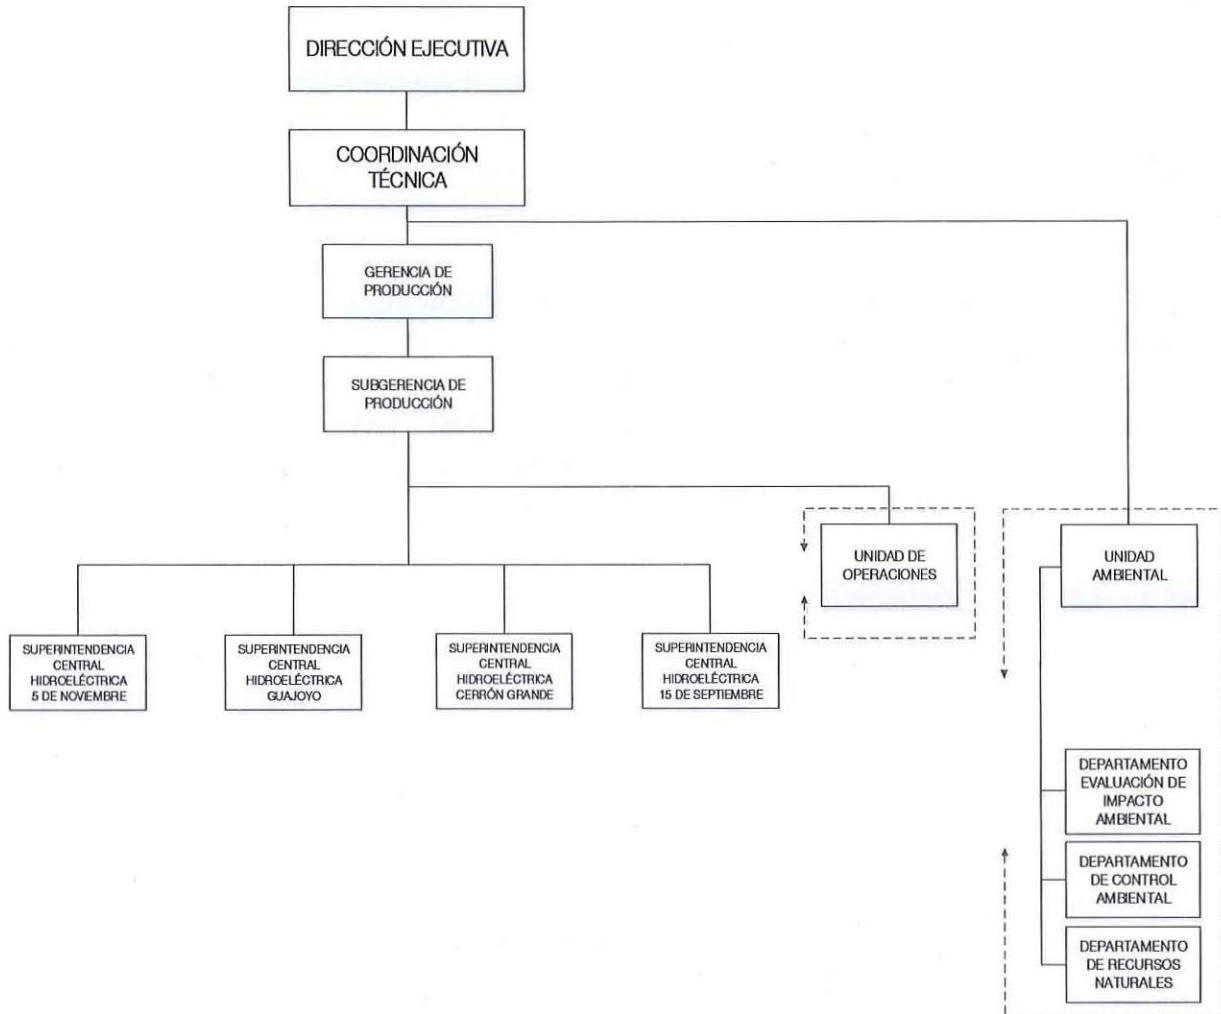 DIRECCIÓN EJECUTIVA
COORDINACIÓN
TÉCNICA
GERENCIA DE
PRODUCCIÓN
SUBGERENCIA DE
PRODUCCIÓN
UNIDAD DE
OPERACIONES
UNIDAD
AMBIENTAL
SUPERINTENDENCIA
CENTRAL
HIDROELÉCTRICA
5 DE NOVIEMBRE
SUPERINTENDENCIA
CENTRAL
HIDROELÉCTRICA
GUAJOYO
SUPERINTENDENCIA
CENTRAL
HIDROELÉCTRICA
CERRÓN GRANDE
SUPERINTENDENCIA
CENTRAL
HIDROELÉCTRICA
15 DE SEPTIEMBRE
DEPARTAMENTO
EVALUACIÓN DE
IMPACTO
AMBIENTAL
DEPARTAMENTO
DE CONTROL
AMBIENTAL
DEPARTAMENTO
DE RECURSOS
NATURALES